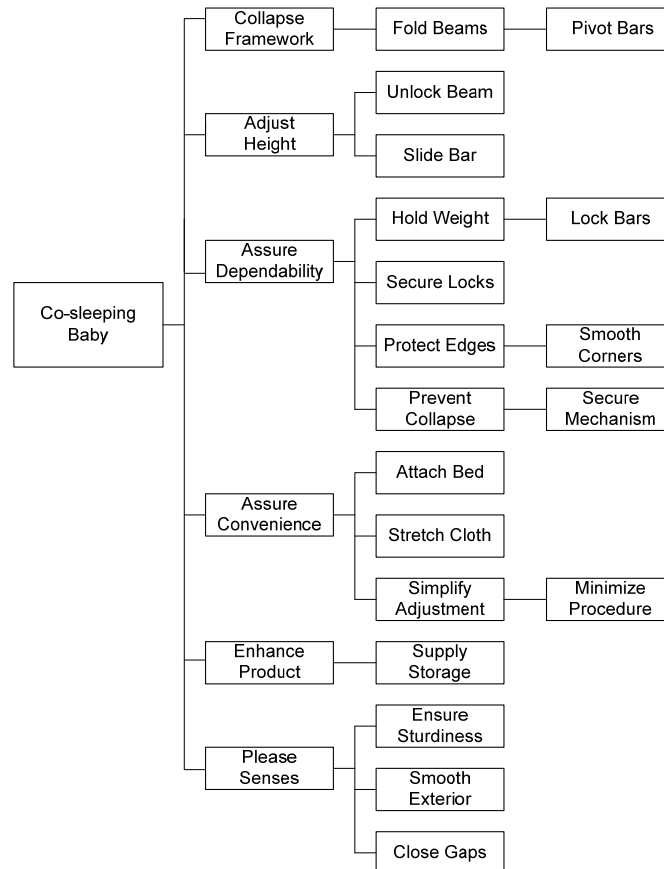 Collapse
Framework
Fold Beams
Pivot Bars
Unlock Beam
Adjust
Height
Slide Bar
Hold Weight
Lock Bars
Assure
Dependability
Secure Locks
Co-sleeping
Baby
Protect Edges
Smooth
Corners
Prevent
Collapse
Secure
Mechanism
Attach Bed
Assure
Convenience
Stretch Cloth
Simplify
Adjustment
Minimize
Procedure
Enhance
Product
Supply
Storage
Ensure
Sturdiness
Please
Senses
Smooth
Exterior
Close Gaps